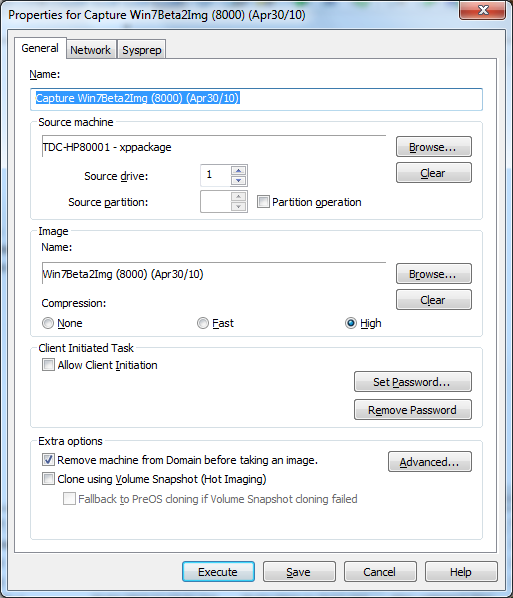 Properties for Capture Win7Beta2Img (8000) (Apr30/10)
General Network Sysprep
Name:
Capture Win7Beta2Img (8000) (Apr30/10)
Source machine
TDC-HP80001 - xppackage Browse...
Clear
Source drive: 1
Source partition: Partition operation
Image
Name:
Win7Beta2Img (8000) (Apr30/10) Browse...
Clear
Compression:
None Fast High
Client Initiated Task
Allow Client Initiation
Set Password...
Remove Password
Extra options
Remove machine from Domain before taking an image. Advanced...
Clone using Volume Snapshot (Hot Imaging)
Fallback to PreOS cloning if Volume Snapshot cloning failed
Execute Save Cancel Help